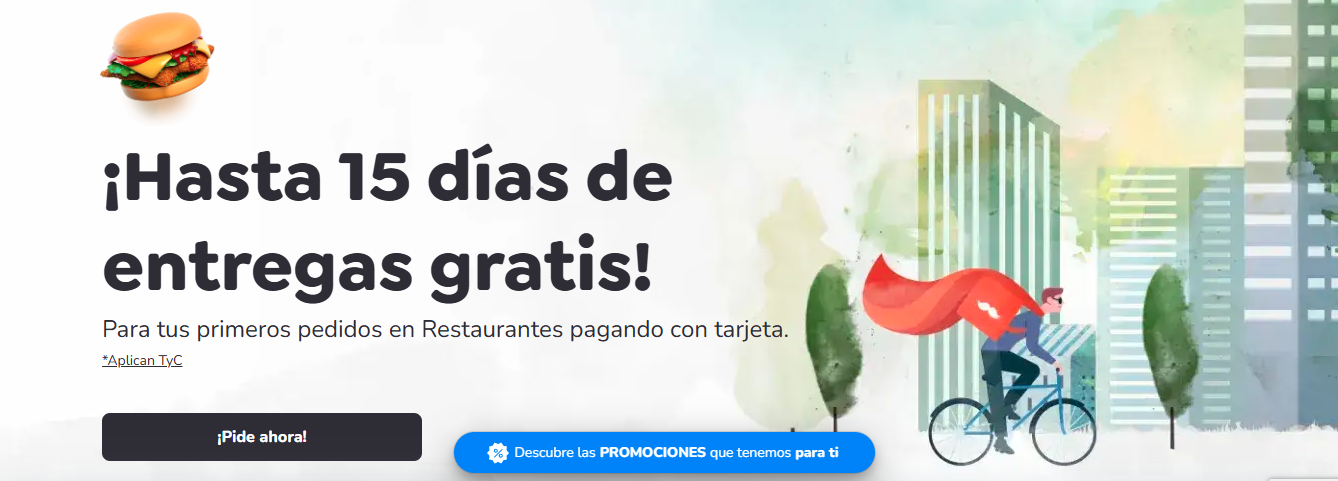 ¡Hasta 15 días de
entregas gratis!
Para tus primeros pedidos en Restaurantes pagando con tarjeta.
*Aplican TyC
¡Pide ahora!
% Descubre las PROMOCIONES que tenemos para ti